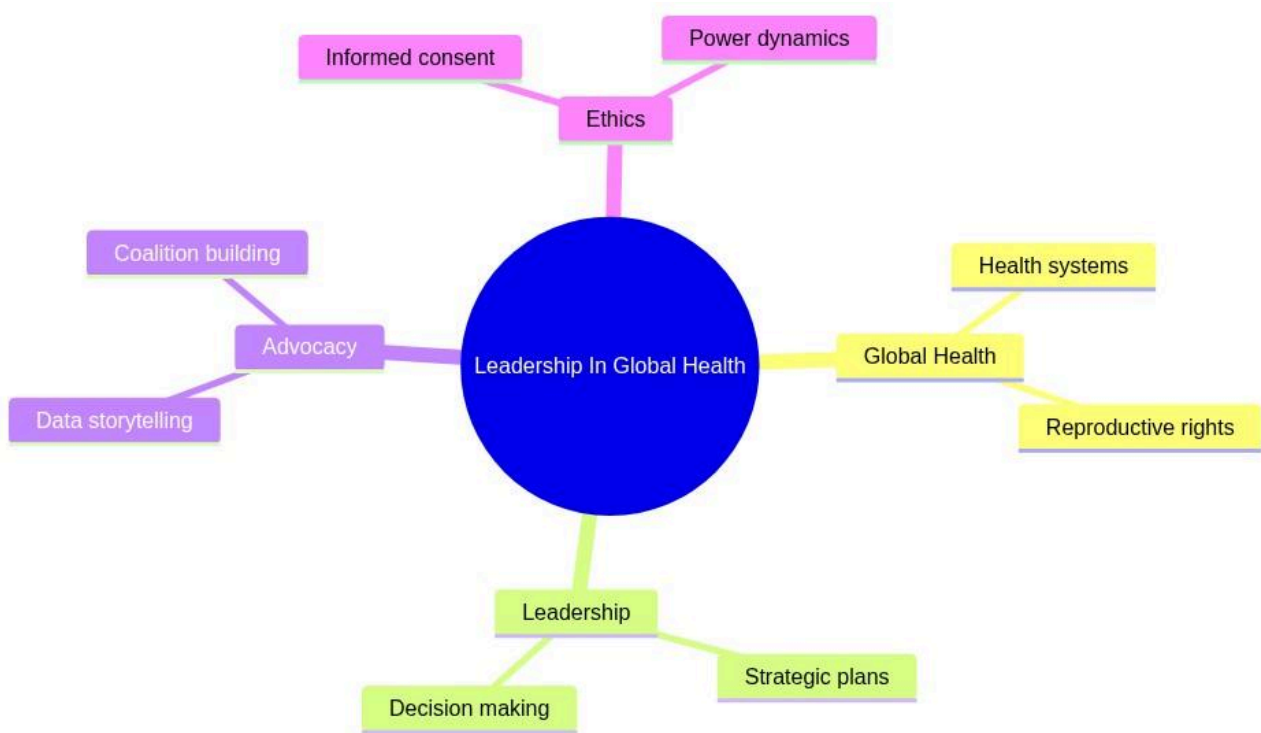 Power dynamics
Informed consent
Ethics
Coalition building
Health systems
Advocacy
Global Health
Leadership In Global Health
Data storytelling
Reproductive rights
Leadership
Strategic plans
Decision making